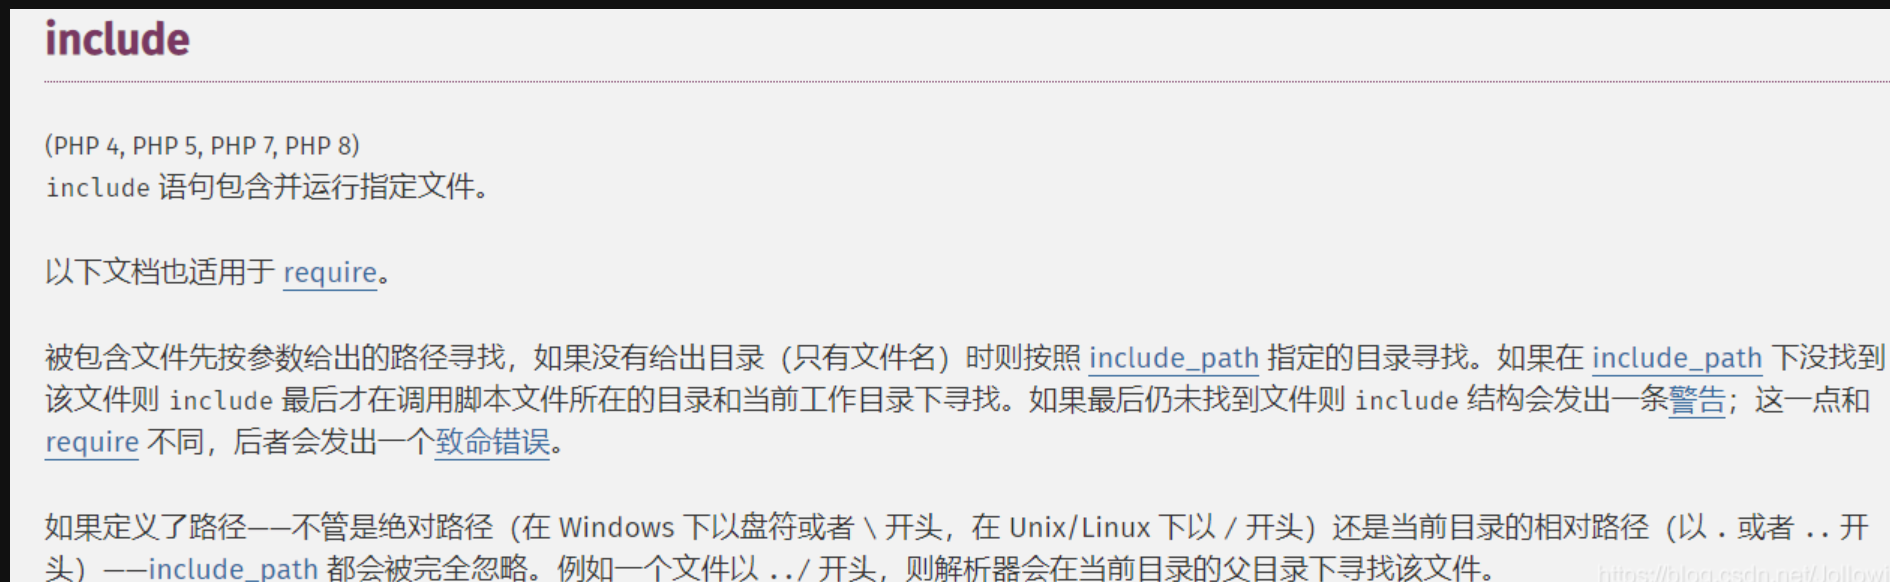 include
(PHP 4, PHP 5, PHP 7, PHP 8)
include 语句包含并运行指定文件。
以下文档也适用于 require。
被包含文件先按参数给出的路径寻找，如果没有给出目录（只有文件名）时则按照 include_path 指定的目录寻找。如果在 include_path 下没找到
该文件则 include 最后才在调用脚本文件所在的目录和当前工作目录下寻找。如果最后仍未找到文件则 include 结构会发出一条警告；这一点和
require 不同，后者会发出一个致命错误。
如果定义了路径——不管是绝对路径（在 Windows 下以盘符或者 \ 开头，在 Unix/Linux 下以 / 开头）还是当前目录的相对路径（以 . 或者 .. 开
头）——include_path 都会被完全忽略。例如一个文件以 ../ 开头，则解析器会在当前目录的父目录下寻找该文件。